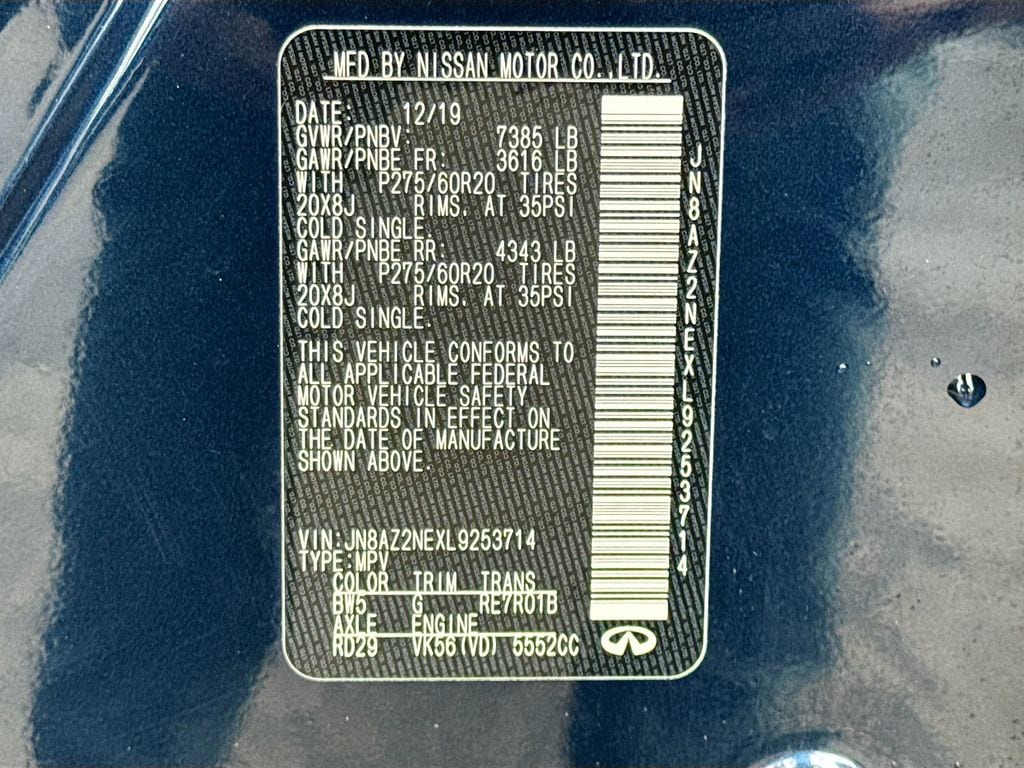 MFD BY NISSAN MOTOR CO.,LTD.
DATE: 12/19
GVWR/PNBV: 7385 LB
GAWR/PNBE FR: 3616 LB
WITH P275/60R20 TIRES
20X8J RIMS. AT 35PSI
COLD SINGLE.
GAWR/PNBE RR: 4343 LB
WITH P275/60R20 TIRES
20X8J RIMS. AT 35PSI
COLD SINGLE.
THIS VEHICLE CONFORMS TO
ALL APPLICABLE FEDERAL
MOTOR VEHICLE SAFETY
STANDARDS IN EFFECT ON
THE DATE OF MANUFACTURE
SHOWN ABOVE.
VIN:JN8AZ2NEXL9253714
TYPE:MPV
COLOR TRIM TRANS
BW5 G RE7R01B
AXLE ENGINE
RD29 VK56(VD) 5552CC
JN8AZ2NEXL9253714